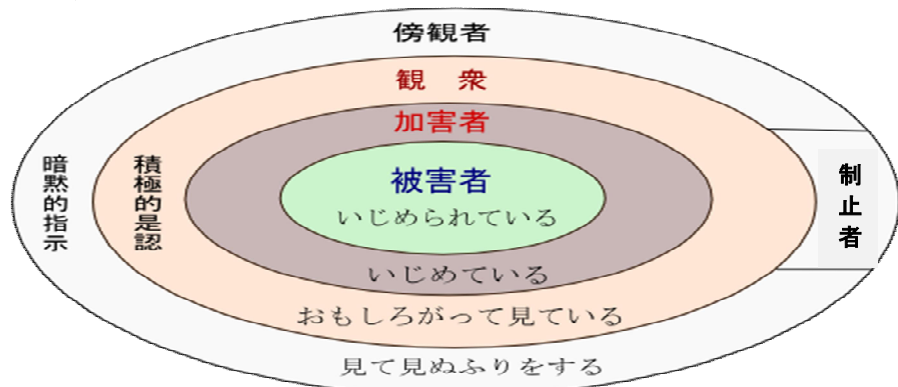 傍観者
観　衆
加害者
被害者
いじめられている
いじめている
おもしろがって見ている
見て見ぬふりをする
暗黙的指示
積極的是認
制止者